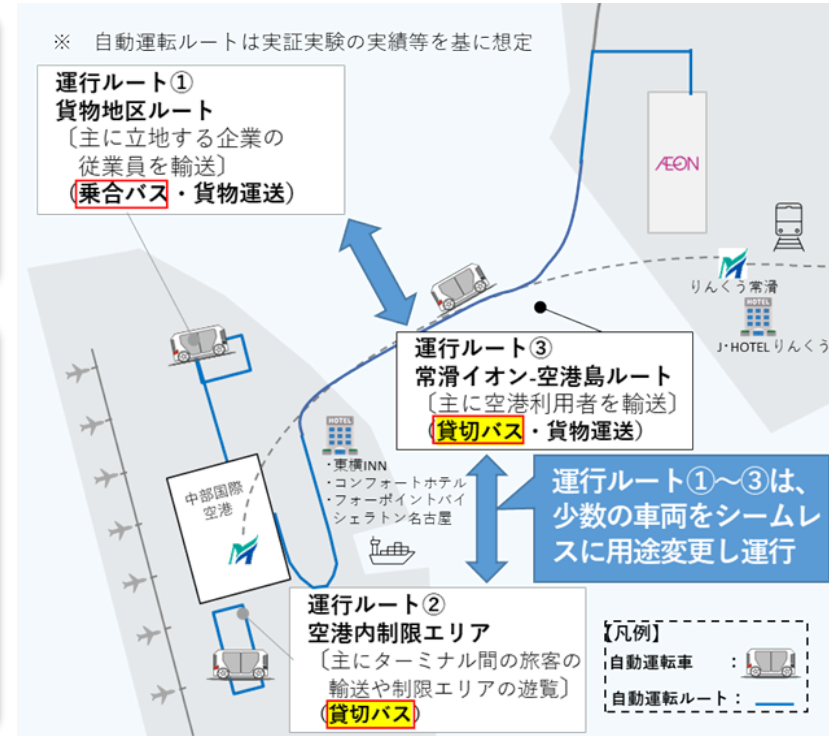 ※　自動運転ルートは実証実験の実績等を基に想定
運行ルート①
貨物地区ルート
〔主に立地する企業の
従業員を輸送〕
(乗合バス・貨物運送)
ÆON
りんくう常滑
HOTEL
J・HOTEL りんくう
運行ルート③
常滑イオン-空港島ルート
〔主に空港利用者を輸送〕
(貸切バス・貨物運送)
HOTEL
・東横INN
・コンフォートホテル
・フォーポイントバイ
シェラトン名古屋
中部国際
空港
運行ルート①～③は、
少数の車両をシームレ
スに用途変更し運行
運行ルート②
空港内制限エリア
〔主にターミナル間の旅客の
輸送や制限エリアの遊覧〕
(貸切バス)
【凡例】
自動運転車　：
自動運転ルート：